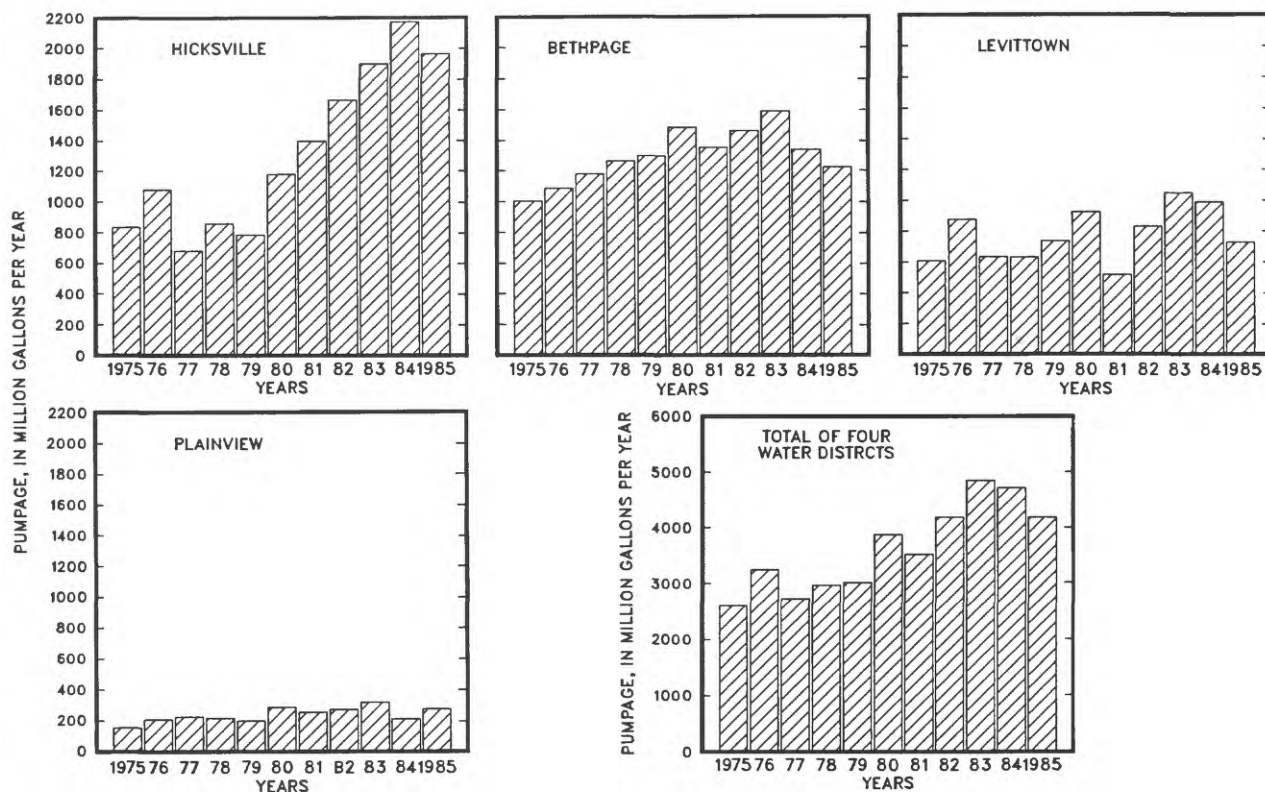 PUMPAGE, IN MILLION GALLONS PER YEAR
HICKSVILLE
2200
2000
1800
1600
1400
1200
1000
800
600
400
200
0
1975 76 77 78 79 80 81 82 83 84 1985
YEARS
BETHPAGE
1975 76 77 78 79 80 81 82 83 84 1985
YEARS
LEVITTOWN
1975 76 77 78 79 80 81 82 83 84 1985
YEARS
PLAINVIEW
2200
2000
1800
1600
1400
1200
1000
800
600
400
200
0
1975 76 77 78 79 80 81 82 83 84 1985
YEARS
PUMPAGE, IN MILLION GALLONS PER YEAR
TOTAL OF FOUR
WATER DISTRCTS
6000
5000
4000
3000
2000
1000
0
1975 76 77 78 79 80 81 82 83 84 1985
YEARS